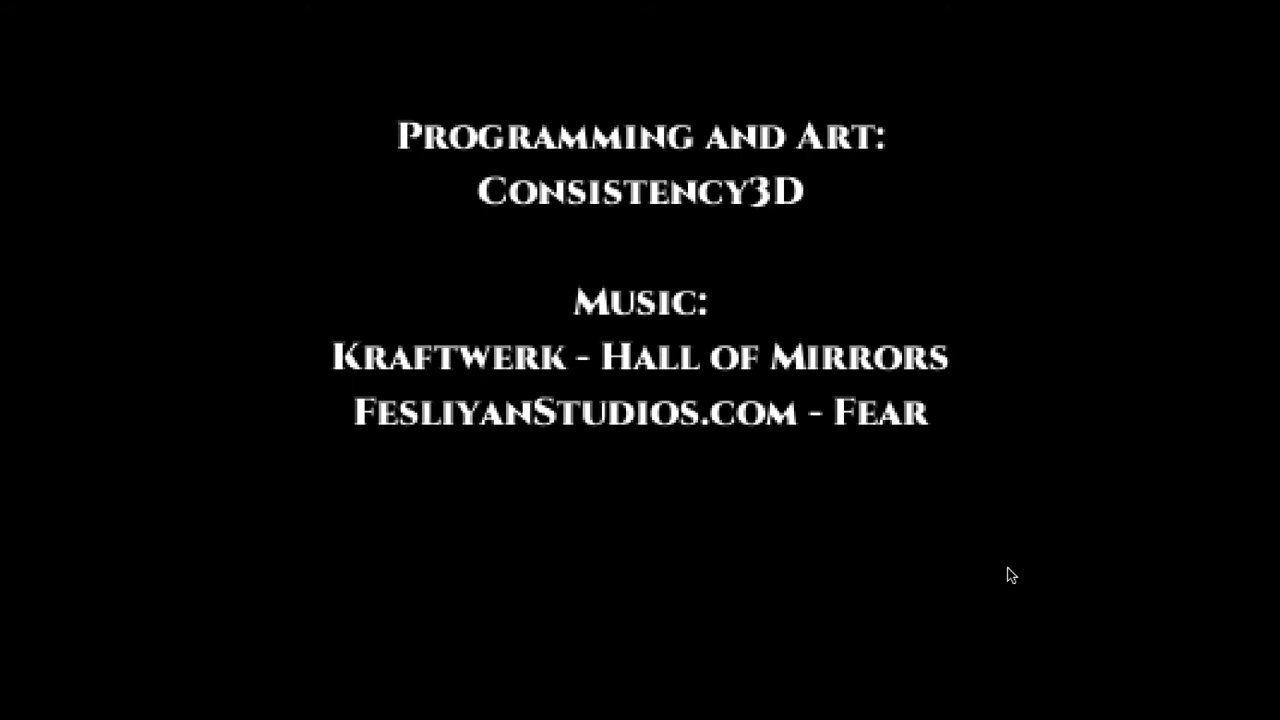 Programming and Art:
Consistency3D
Music:
Kraftwerk - Hall of Mirrors
FesliyanStudios.com - Fear